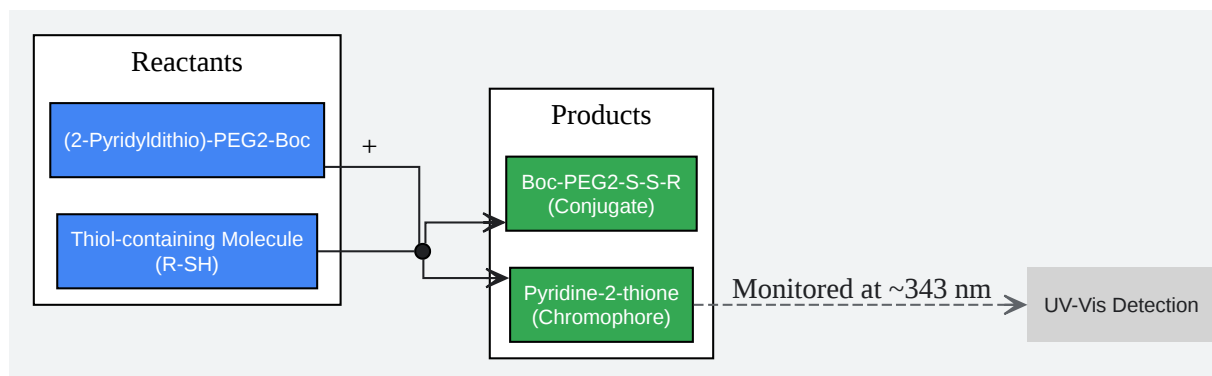 Reactants
(2-Pyridyldithio)-PEG2-Boc
+
Thiol-containing Molecule
(R-SH)
Products
Boc-PEG2-S-S-R
(Conjugate)
Pyridine-2-thione
(Chromophore)
Monitored at ~343 nm
UV-Vis Detection